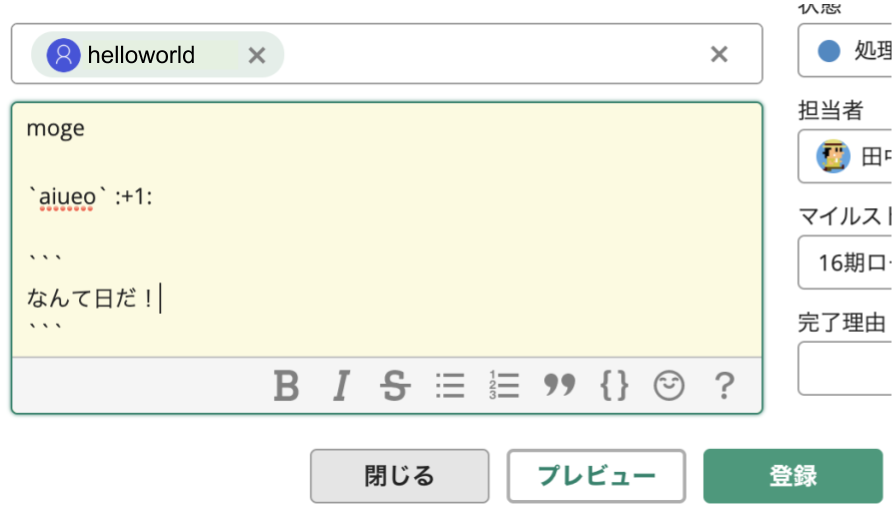 状態
helloworld
処理
moge
`aiueo` :+1:
```
なんて日だ！
```
担当者
田中
マイルスト
16期ロ
完了理由
B I S 123 ” {} ?
閉じる プレビュー 登録